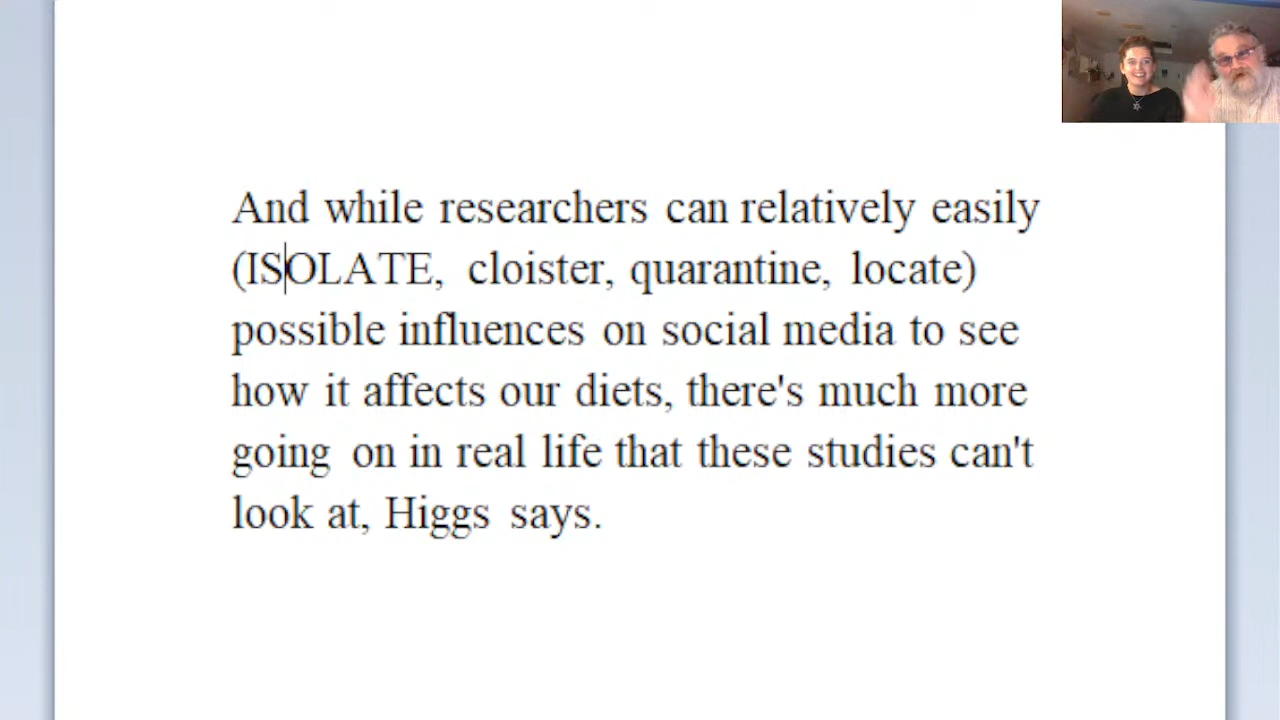 And while researchers can relatively easily
(ISOLATE, cloister, quarantine, locate)
possible influences on social media to see
how it affects our diets, there's much more
going on in real life that these studies can't
look at, Higgs says.